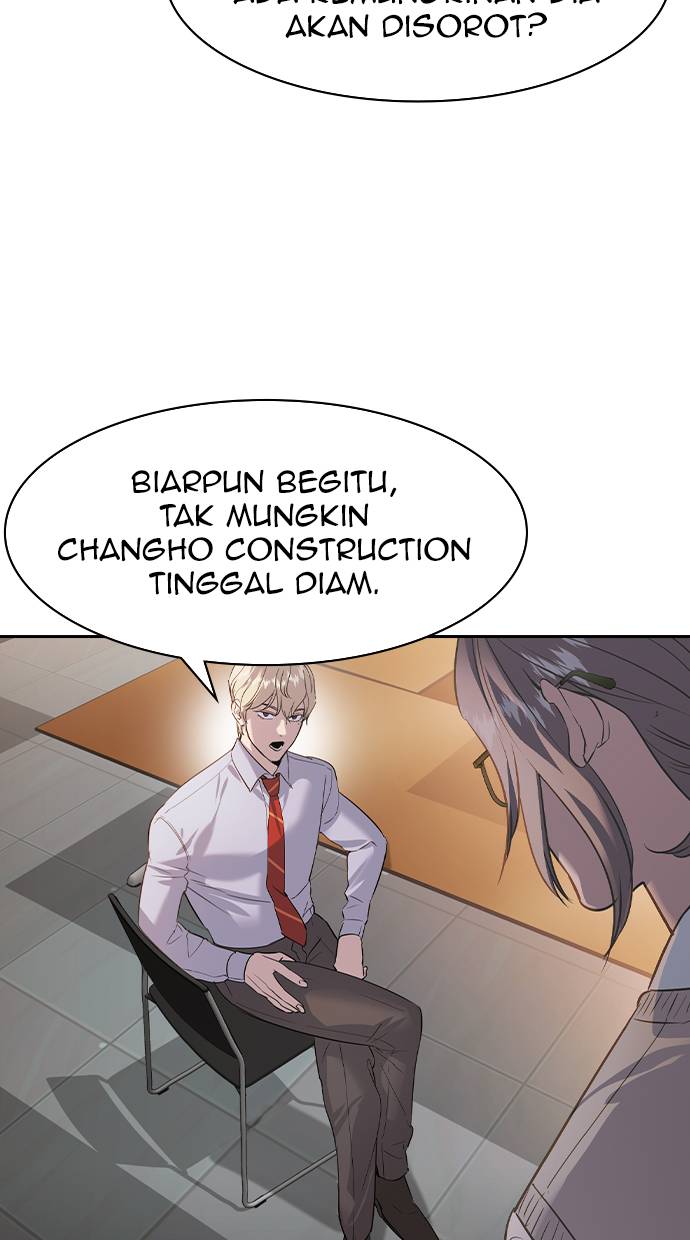 AKAN DISOROT?
BIARPUN BEGITU,
TAK MUNGKIN
CHANGHO CONSTRUCTION
TINGGAL DIAM.